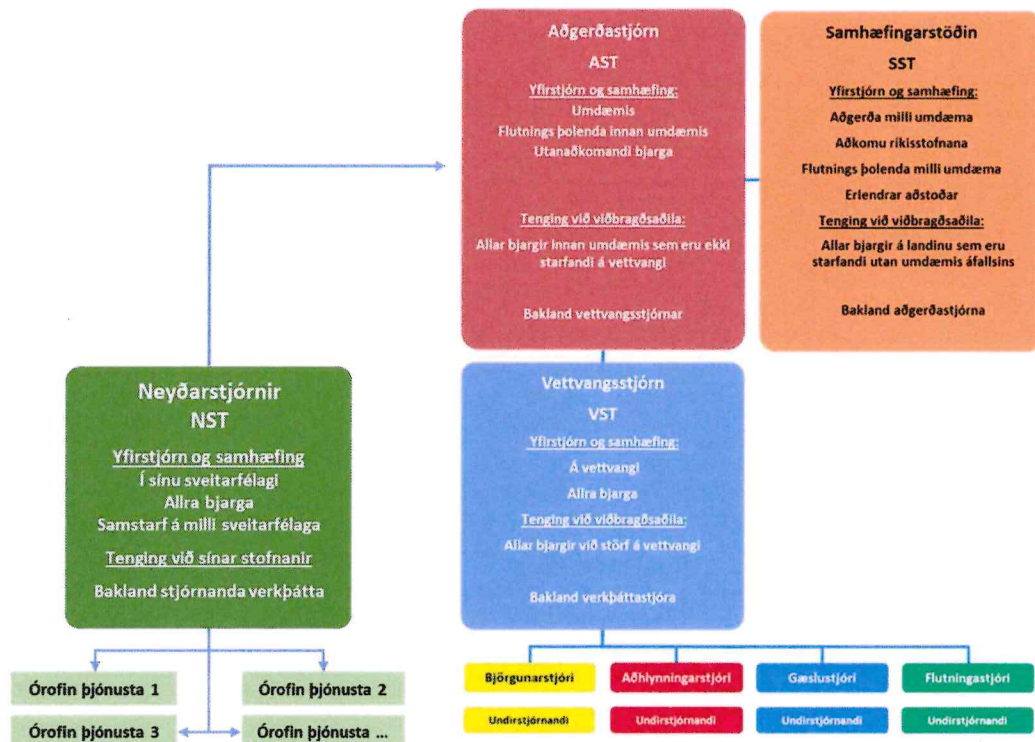 Aðgerðastjórn
AST
Yfirstjórn og samhæfing:
Umdæmis
Flutnings þolenda innan umdæmis
Utanaðkomandi bjarga
Tenging við viðbragðsaðila:
Allar bjargir innan umdæmis sem eru ekki
starfandi á vettvangi
Bakland vettvangsstjórnar
Samhæfingarstöðin
SST
Yfirstjórn og samhæfing:
Aðgerða milli umdæma
Aðkomu ríkisstofnana
Flutnings þolenda milli umdæma
Erlendrar aðstoðar
Tenging við viðbragðsaðila:
Allar bjargir á landinu sem eru
starfandi utan umdæmis áfallsins
Bakland aðgerðastjórna
Neyðarstjórnir
NST
Yfirstjórn og samhæfing
Í sínu sveitarfélagi
Allra bjarga
Samstarf á milli sveitarfélaga
Tenging við sínar stofnanir
Bakland stjórnanda verkþátta
Vettvangsstjórn
VST
Yfirstjórn og samhæfing:
Á vettvangi
Allra bjarga
Tenging við viðbragðsaðila:
Allar bjargir við störf á vettvangi
Bakland verkþáttastjóra
Órofin þjónusta 1
Órofin þjónusta 2
Órofin þjónusta 3
Órofin þjónusta ...
Björgunarstjóri
Aðhlynningarstjóri
Gæslustjóri
Flutningastjóri
Undirstjórnandi
Undirstjórnandi
Undirstjórnandi
Undirstjórnandi